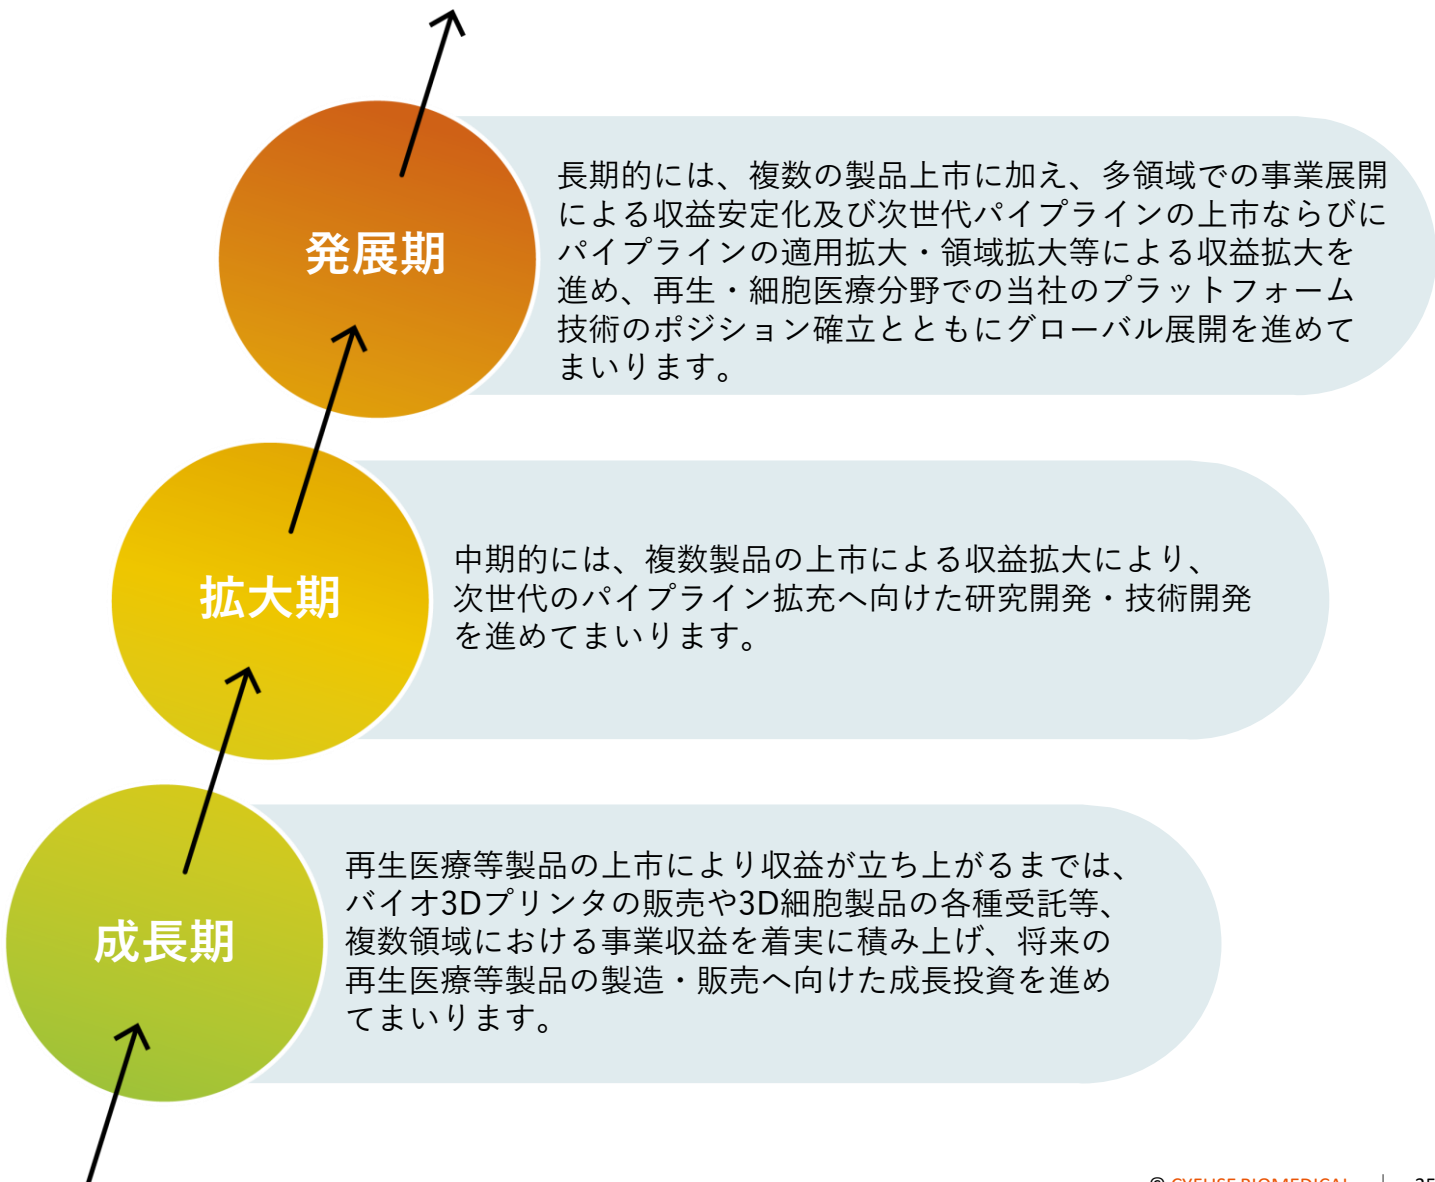 発展期
長期的には、複数の製品上市に加え、多領域での事業展開
による収益安定化及び次世代パイプラインの上市ならびに
パイプラインの適用拡大・領域拡大等による収益拡大を
進め、再生・細胞医療分野での当社のプラットフォーム
技術のポジション確立とともにグローバル展開を進めて
まいります。
拡大期
中期的には、複数製品の上市による収益拡大により、
次世代のパイプライン拡充へ向けた研究開発・技術開発
を進めてまいります。
成長期
再生医療等製品の上市により収益が立ち上がるまでは、
バイオ3Dプリンタの販売や3D細胞製品の各種受託等、
複数領域における事業収益を着実に積み上げ、将来の
再生医療等製品の製造・販売へ向けた成長投資を進め
てまいります。
© CYFUSE BIOMEDICAL